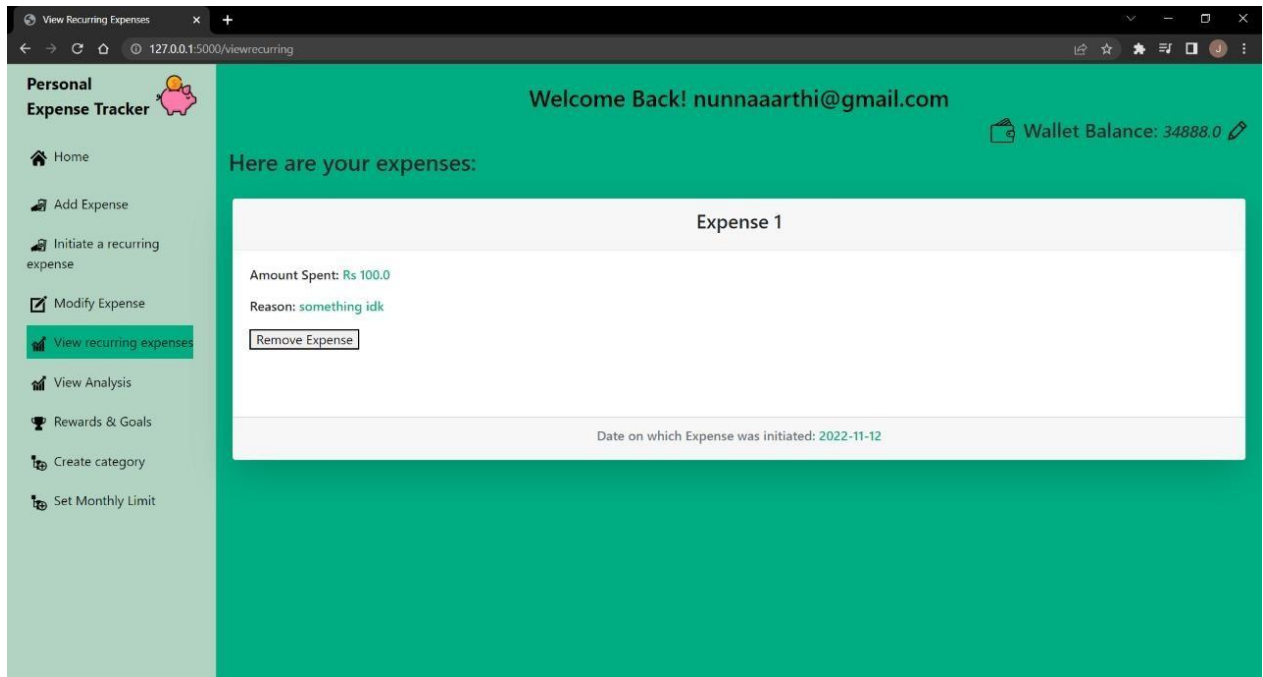 View Recurring Expenses
127.0.0.1:5000/viewrecurring
J
Personal
Expense Tracker
Welcome Back! nunnaaarthi@gmail.com
Wallet Balance: 34888.0
Home
Here are your expenses:
Add Expense
Initiate a recurring
expense
Modify Expense
View recurring expenses
View Analysis
Rewards & Goals
Create category
Set Monthly Limit
Expense 1
Amount Spent: Rs 100.0
Reason: something idk
Remove Expense
Date on which Expense was initiated: 2022-11-12